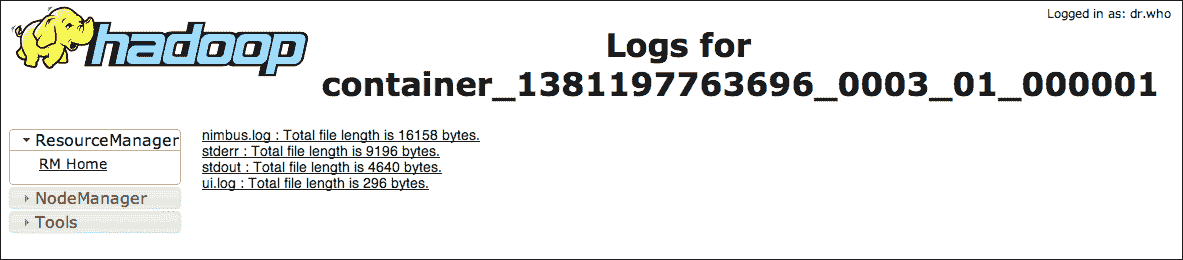 Logged in as: dr.who
hadoop
Logs for
container_1381197763696_0003_01_000001
ResourceManager
RM Home
NodeManager
Tools
nimbus.log : Total file length is 16158 bytes.
stderr : Total file length is 9196 bytes.
stdout : Total file length is 4640 bytes.
ui.log : Total file length is 296 bytes.